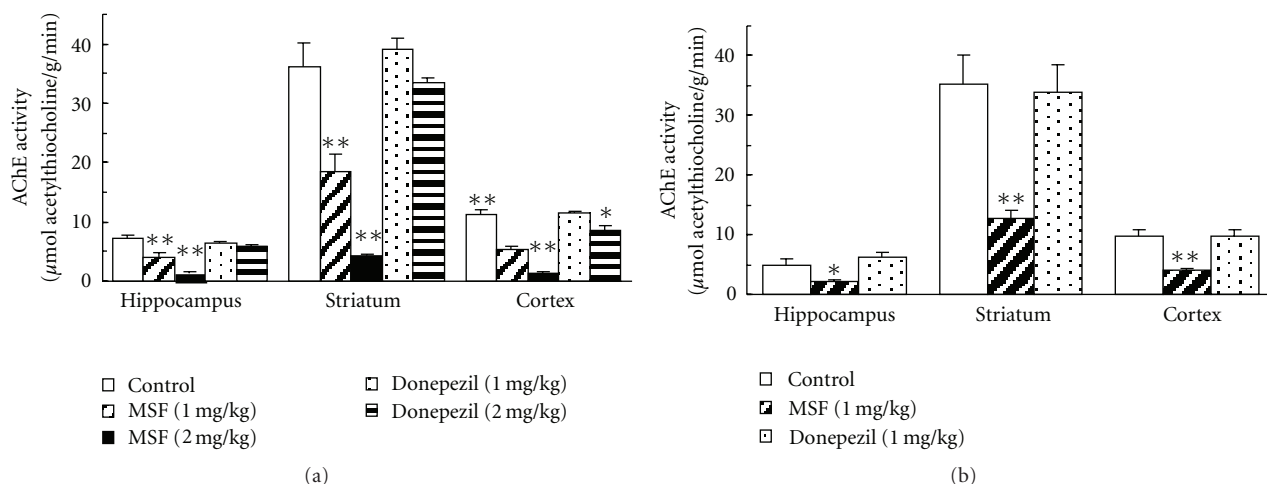 AChE activity
(μmol acetylthiocholine/g/min)
40
30
20
10
0
** ** ** ** ** ** *
Hippocampus Striatum Cortex
Control
MSF (1 mg/kg)
MSF (2 mg/kg)
Donepezil (1 mg/kg)
Donepezil (2 mg/kg)
(a)
AChE activity
(μmol acetylthiocholine/g/min)
40
30
20
10
0
* ** **
Hippocampus Striatum Cortex
Control
MSF (1 mg/kg)
Donepezil (1 mg/kg)
(b)